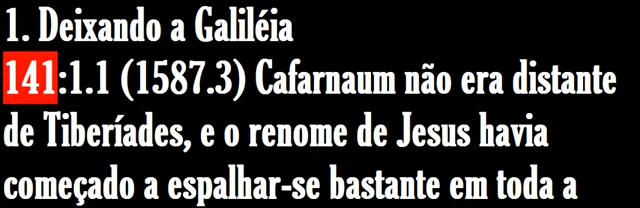 1. Deixando a Galiléia
141:1.1 (1587.3) Cafarnaum não era distante
de Tiberíades, e o renome de Jesus havia
começado a espalhar-se bastante em toda a